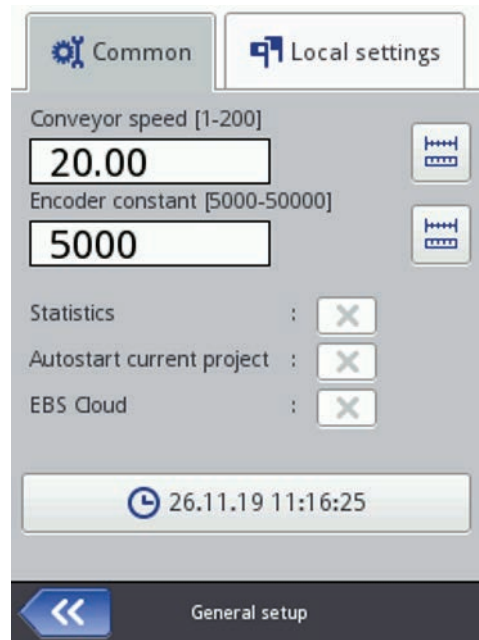 Common
Local settings
Conveyor speed [1-200]
20.00
Encoder constant [5000-50000]
5000
Statistics :
Autostart current project :
EBS Cloud :
26.11.19 11:16:25
General setup